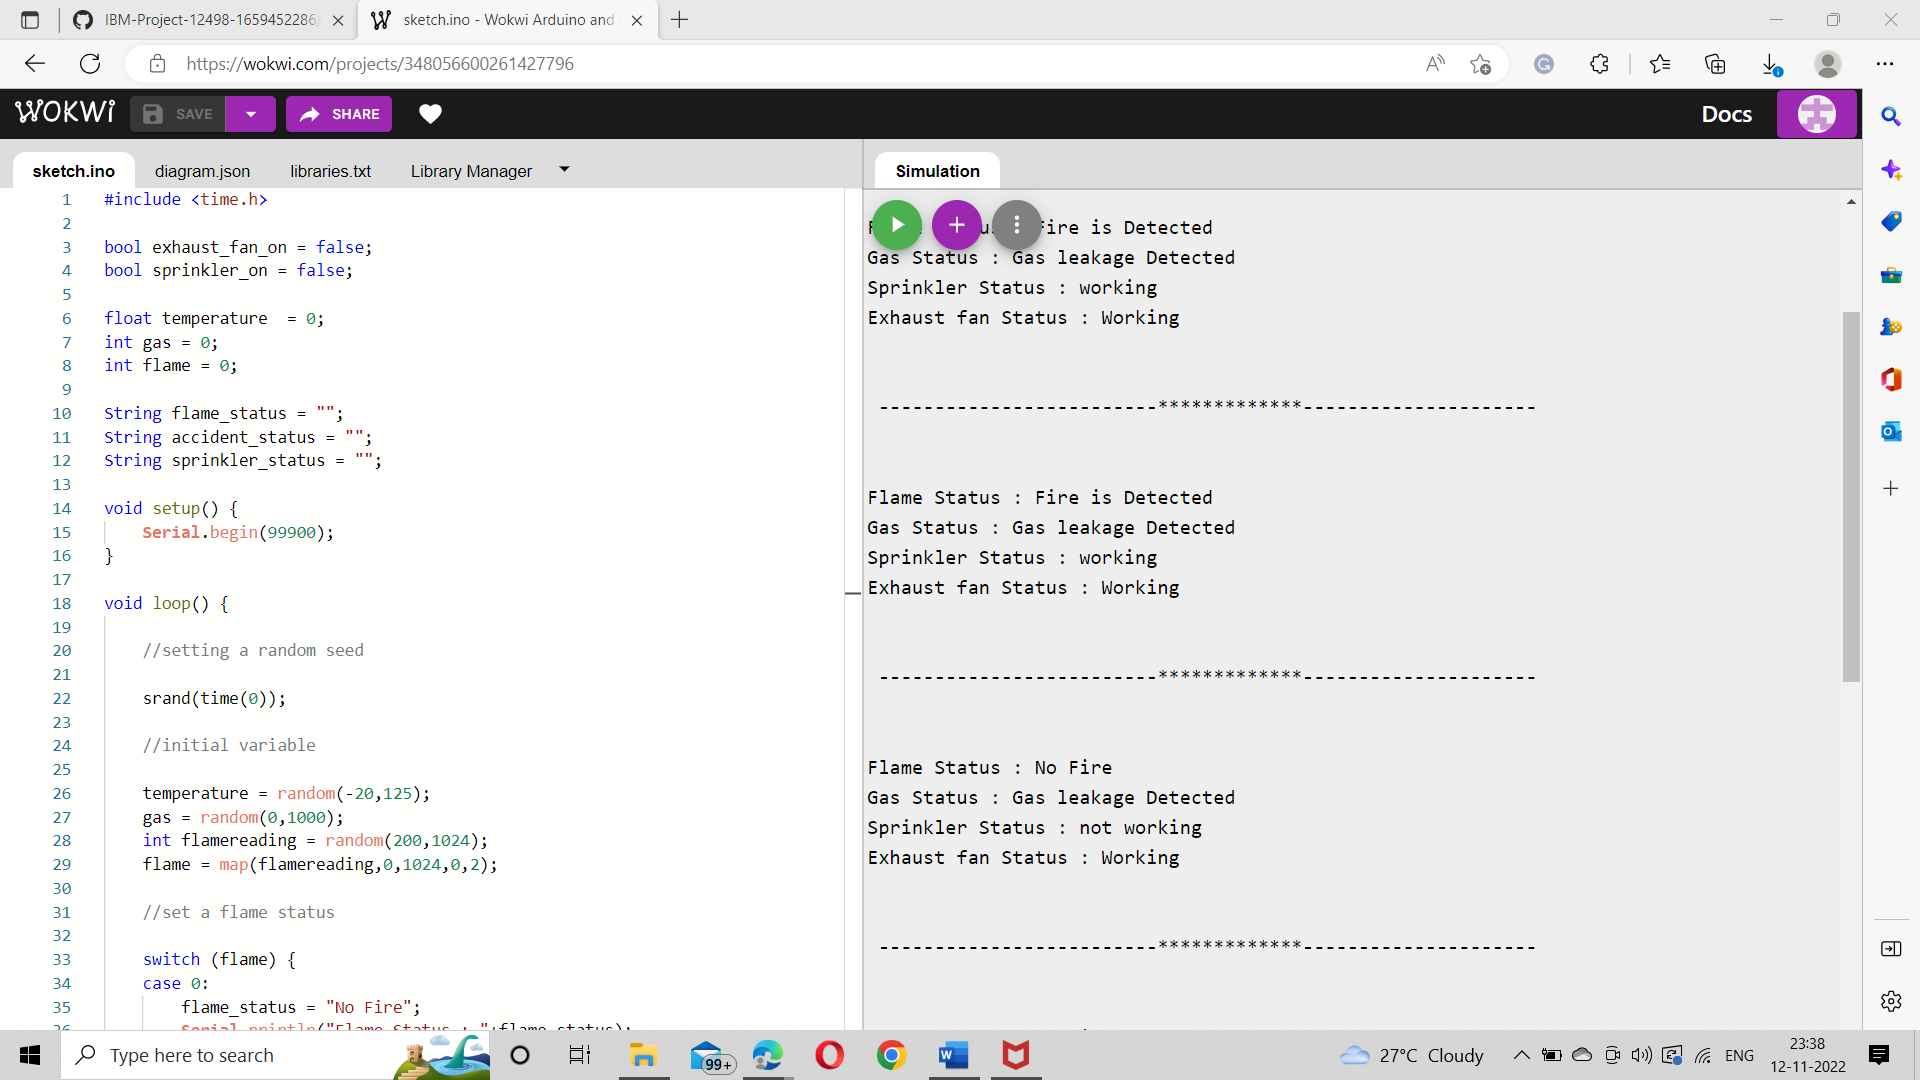 IBM-Project-12498-1659452286/
sketch.ino - Wokwi Arduino and
https://wokwi.com/projects/348056600261427796
WOKWi
SAVE
SHARE
Docs
sketch.ino
diagram.json
libraries.txt
Library Manager
Simulation
1 #include <time.h>
2
3 bool exhaust_fan_on = false;
4 bool sprinkler_on = false;
5
6 float temperature  = 0;
7 int gas = 0;
8 int flame = 0;
9
10 String flame_status = "";
11 String accident_status = "";
12 String sprinkler_status = "";
13
14 void setup() {
15 Serial.begin(99900);
16 }
17
18 void loop() {
19
20 //setting a random seed
21
22 srand(time(0));
23
24 //initial variable
25
26 temperature = random(-20,125);
27 gas = random(0,1000);
28 int flamereading = random(200,1024);
29 flame = map(flamereading,0,1024,0,2);
30
31 //set a flame status
32
33 switch (flame) {
34 case 0:
35 flame_status = "No Fire";
36 Serial.println("Flame Status : "+flame_status);
Fire is Detected
Gas Status : Gas leakage Detected
Sprinkler Status : working
Exhaust fan Status : Working
-------------------------*************---------------------
Flame Status : Fire is Detected
Gas Status : Gas leakage Detected
Sprinkler Status : working
Exhaust fan Status : Working
-------------------------*************---------------------
Flame Status : No Fire
Gas Status : Gas leakage Detected
Sprinkler Status : not working
Exhaust fan Status : Working
-------------------------*************---------------------
Type here to search
99+
27°C Cloudy
ENG
23:38
12-11-2022